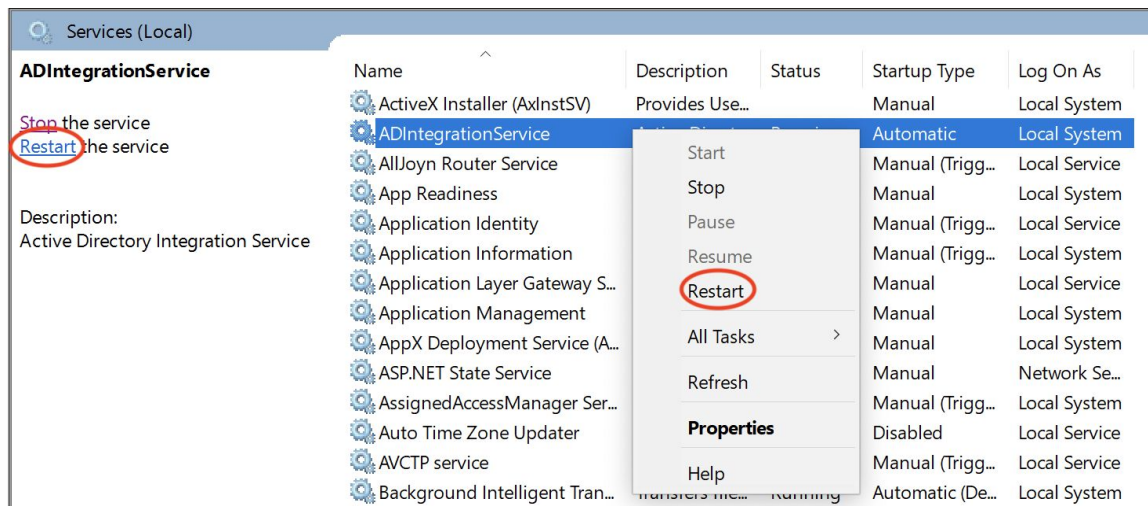 Services (Local)
ADIntegrationService
Stop the service
Restart the service
Description:
Active Directory Integration Service
Name Description Status Startup Type Log On As
ActiveX Installer (AxInstSV) Provides Use... Manual Local System
ADIntegrationService Automatic Local System
AllJoyn Router Service Manual (Trigg... Local Service
App Readiness Manual Local System
Application Identity Manual (Trigg... Local Service
Application Information Manual (Trigg... Local System
Application Layer Gateway S... Manual Local Service
Application Management Manual Local System
AppX Deployment Service (A... Manual Local System
ASP.NET State Service Manual Network Se...
AssignedAccessManager Ser... Manual (Trigg... Local System
Auto Time Zone Updater Disabled Local Service
AVCTP service Manual (Trigg... Local Service
Background Intelligent Tran... Running Automatic (De... Local System
Start
Stop
Pause
Resume
Restart
All Tasks
Refresh
Properties
Help